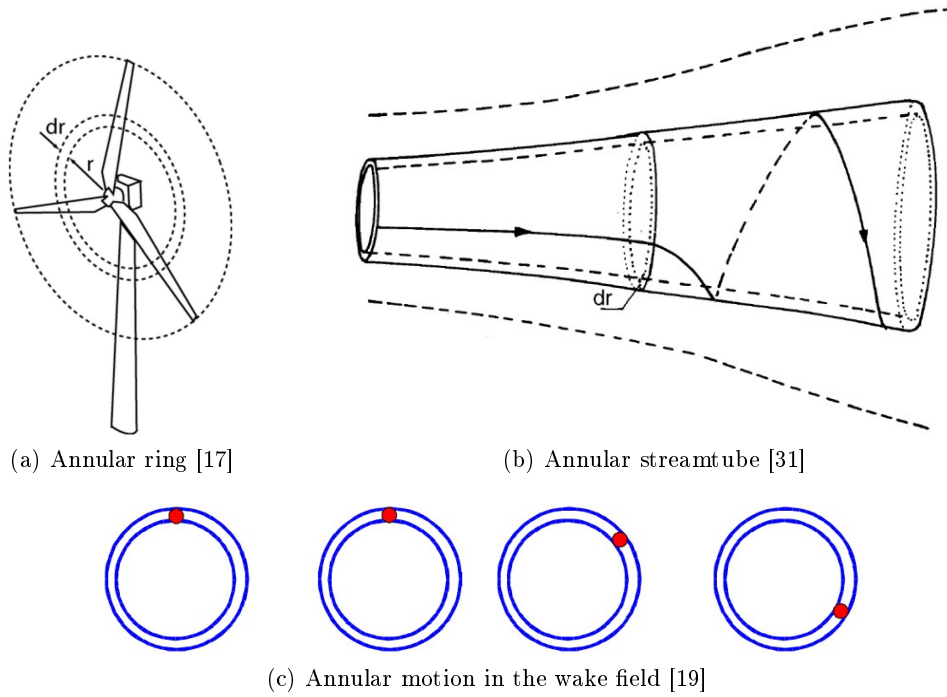 dr
r
dr
(a) Annular ring [17]
(b) Annular streamtube [31]
(c) Annular motion in the wake field [19]